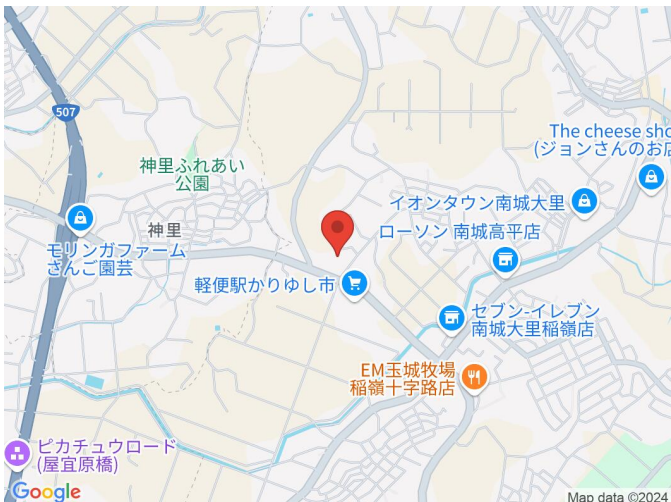 507
The cheese sho
(ジョンさんのお店
神里ふれあい
公園
イオンタウン南城大里
ローソン 南城高平店
神里
モリンガファーム
さんご園芸
軽便駅かりゆし市
セブン-イレブン
南城大里稲嶺店
EM玉城牧場
稲嶺十字路店
ピカチュウロード
(屋宜原橋)
Google
Map data ©2024